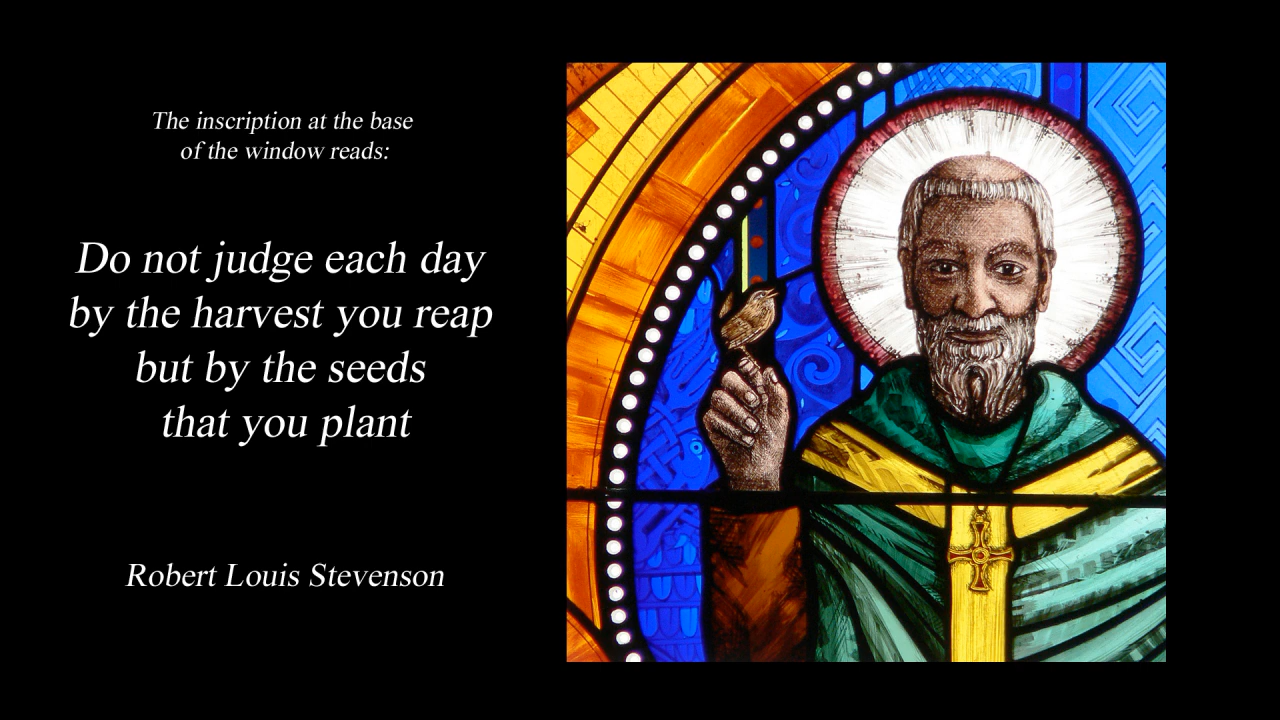 The inscription at the base
of the window reads:
Do not judge each day
by the harvest you reap
but by the seeds
that you plant
Robert Louis Stevenson